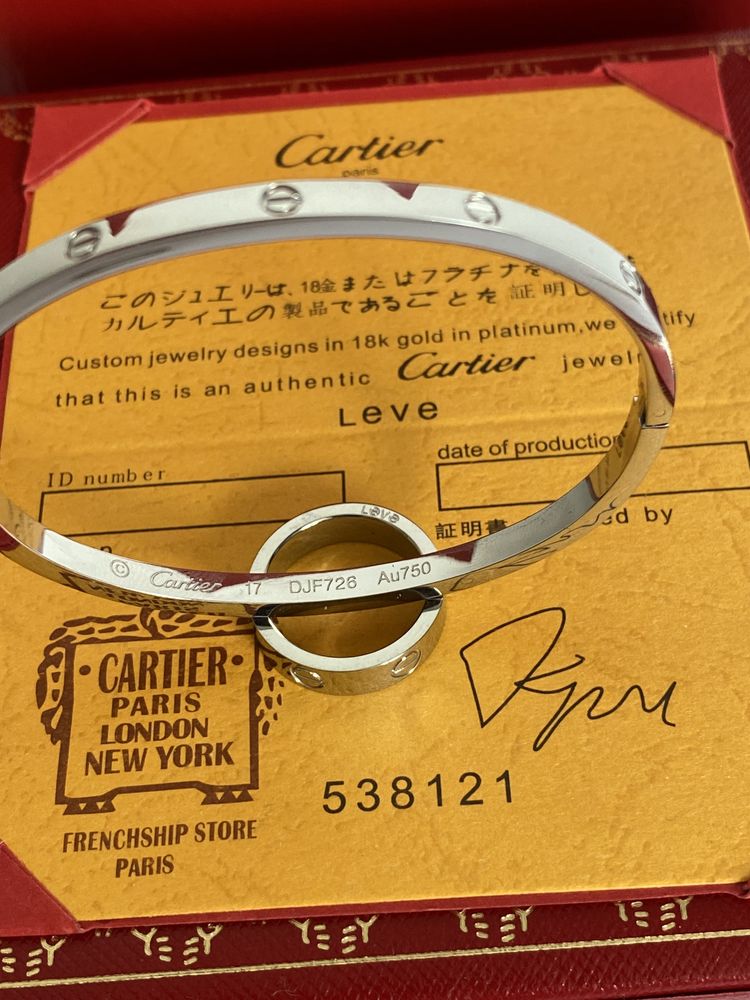 Cartier
paris
このジュエリーは、18金またはプラチナを
カルティエの製品であることを証明し
Custom jewelry designs in 18k gold in platinum,we
that this is an authentic Cartier
Leve
ID number
date of production
Leve
証明書
ed by
© Cartier 17 DJF726 Au750
CARTIER
PARIS
LONDON
NEW YORK
538121
FRENCHSHIP STORE
PARIS